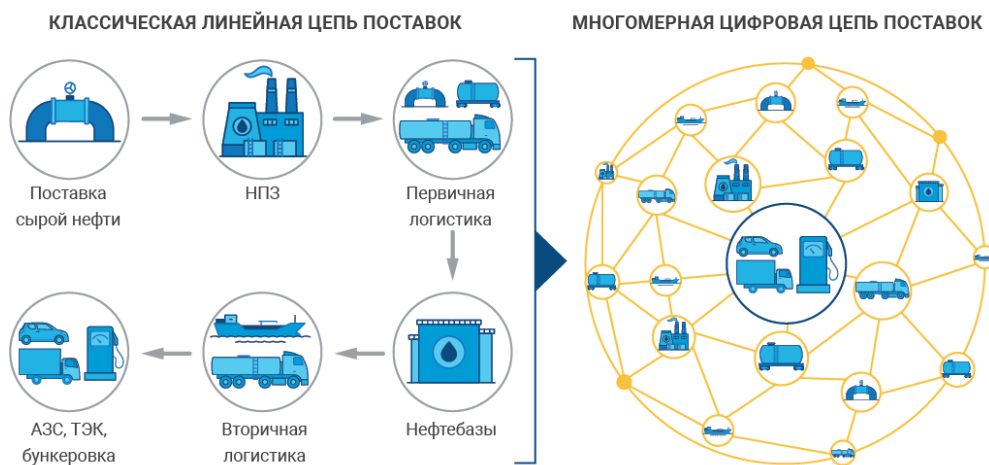 КЛАССИЧЕСКАЯ ЛИНЕЙНАЯ ЦЕПЬ ПОСТАВОК
МНОГОМЕРНАЯ ЦИФРОВАЯ ЦЕПЬ ПОСТАВОК
Поставка
сырой нефти
НПЗ
Первичная
логистика
АЗС, ТЭК,
бункеровка
Вторичная
логистика
Нефтебазы